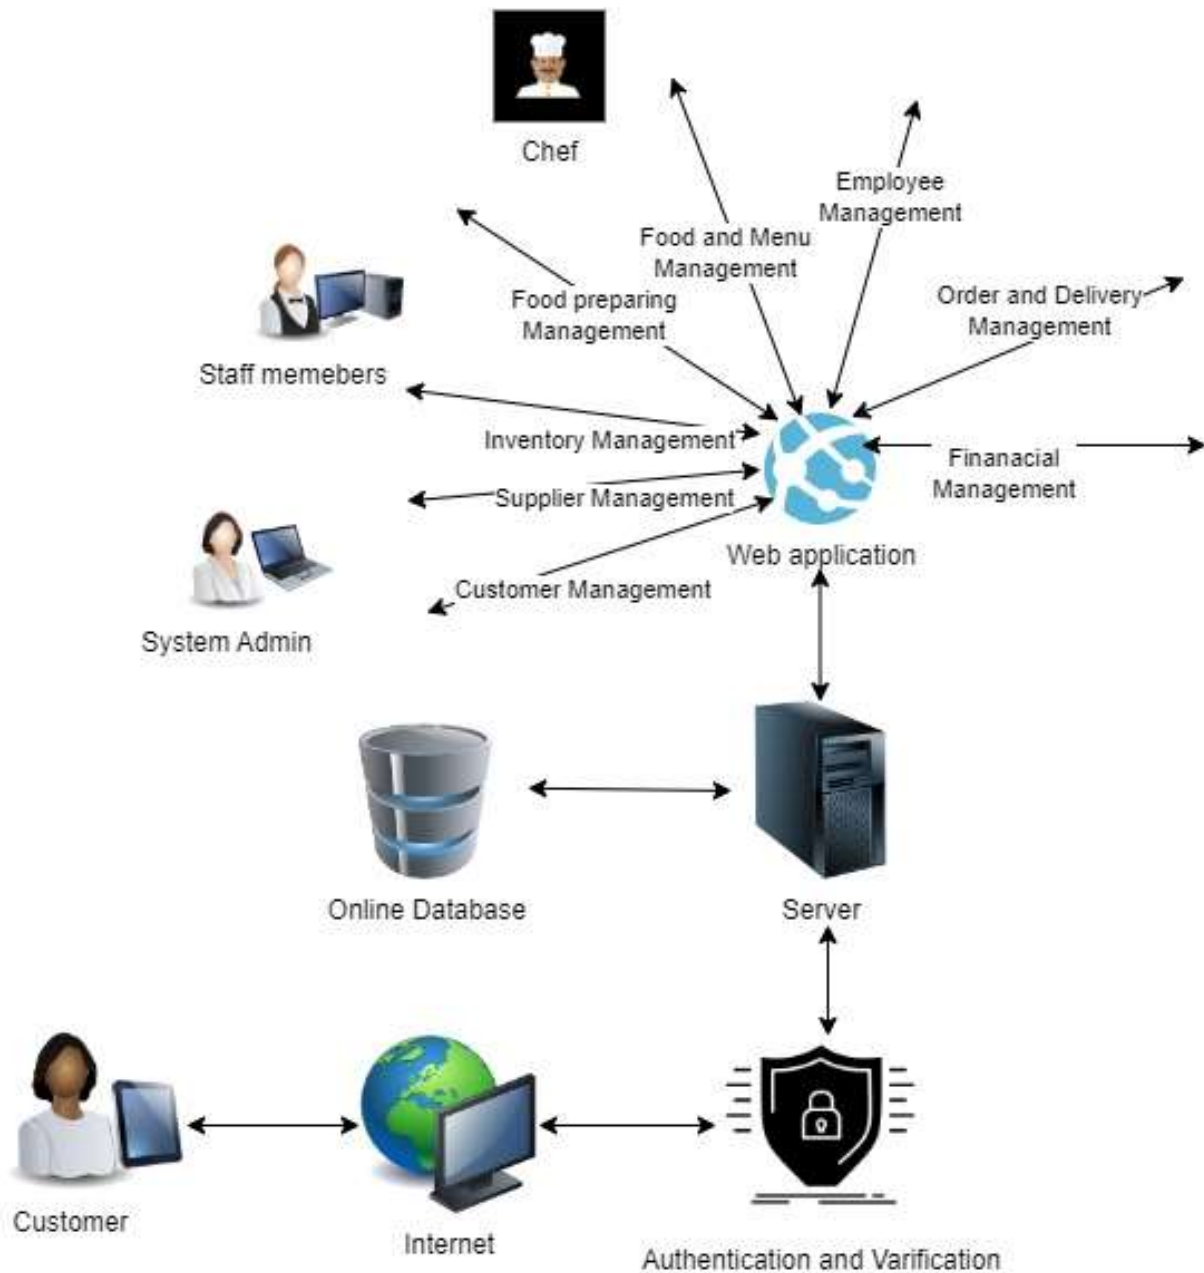 Chef
Employee
Management
Food and Menu
Management
Food preparing
Management
Order and Delivery
Management
Staff memebers
Inventory Management
Finanacial
Management
Supplier Management
Web application
Customer Management
System Admin
Online Database
Server
Customer
Internet
Authentication and Varification